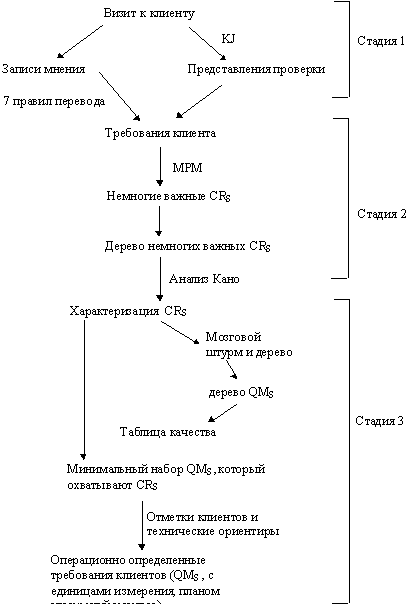 Визит к клиенту
KJ
Стадия 1
Записи мнения
Представления проверки
7 правил перевода
Требования клиента
МРМ
Немногие важные CRs
Стадия 2
Дерево немногих важных CRs
Анализ Кано
Характеризация CRs
Мозговой
штурм и дерево
дерево QMs
Стадия 3
Таблица качества
Минимальный набор QMs, который
охватывают CRs
Отметки клиентов и
технические ориентиры
Операционно определенные
требования клиентов (QMs, с
единицами измерения, планом